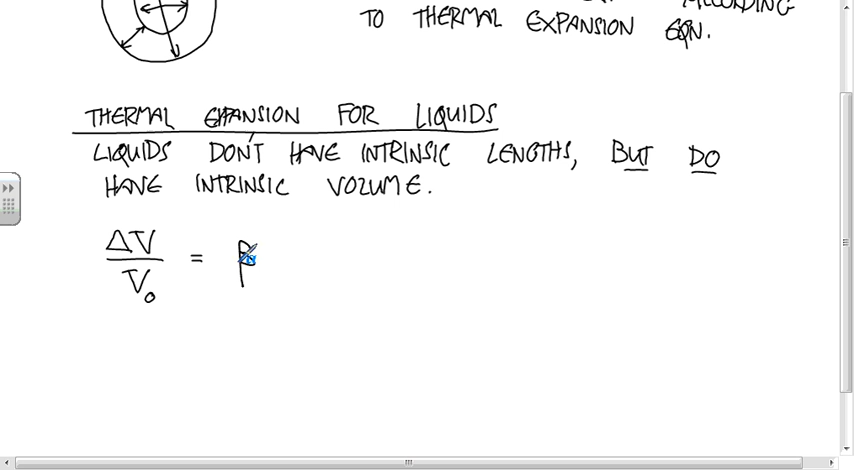 ACCORDING
TO THERMAL EXPANSION EQN.
THERMAL EXPANSION FOR LIQUIDS
LIQUIDS DON'T HAVE INTRINSIC LENGTHS, BUT DO
HAVE INTRINSIC VOLUME.
ΔV/V₀ = β